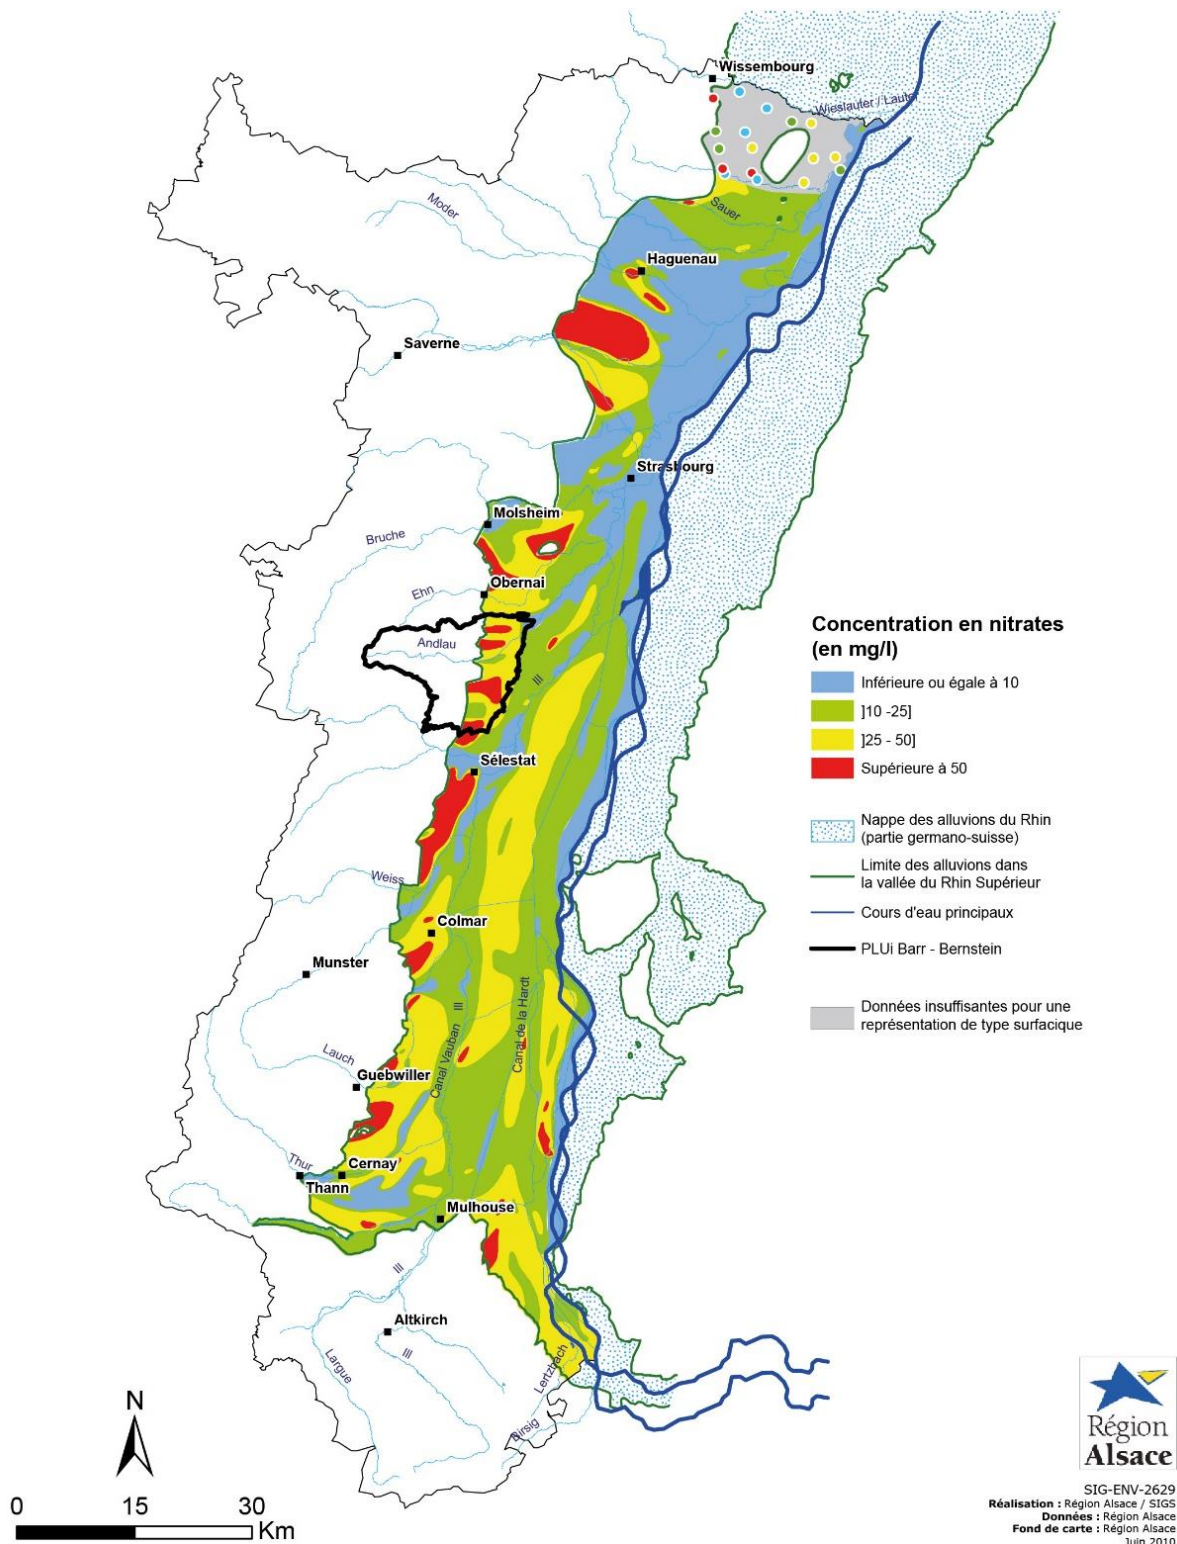 Wissembourg
Wieslauter / Lauter
Moder
Sauer
Haguenau
Saverne
Strasbourg
Molsheim
Bruche
Ehn
Obernai
Andlau
Ill
Sélestat
Concentration en nitrates
(en mg/l)
Inférieure ou égale à 10
]10 -25]
]25 - 50]
Supérieure à 50
Nappe des alluvions du Rhin
(partie germano-suisse)
Limite des alluvions dans
la vallée du Rhin Supérieur
Cours d'eau principaux
PLUi Barr - Bernstein
Données insuffisantes pour une
représentation de type surfacique
Weiss
Colmar
Munster
Ill
Canal Vauban
Canal de la Hardt
Lauch
Guebwiller
Thur
Cernay
Thann
Mulhouse
Ill
Altkirch
Ill
Largue
Lertzbach
Birsig
N
0 15 30
Km
Région
Alsace
SIG-ENV-2629
Réalisation : Région Alsace / SIGS
Données : Région Alsace
Fond de carte : Région Alsace
Juin 2010